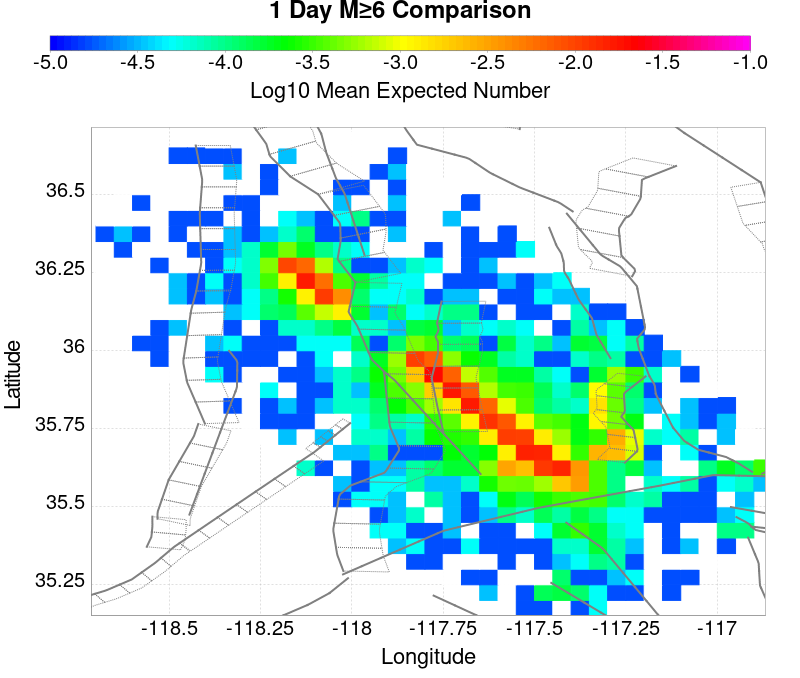 1 Day M≥6 Comparison
-5.0 -4.5 -4.0 -3.5 -3.0 -2.5 -2.0 -1.5 -1.0
Log10 Mean Expected Number
36.5
36.25
36
35.75
35.5
35.25
Latitude
-118.5 -118.25 -118 -117.75 -117.5 -117.25 -117
Longitude